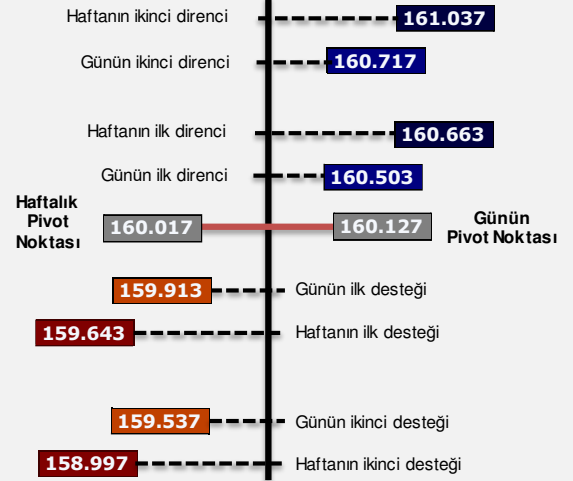 Haftanın ikinci direnci 161.037
Günün ikinci direnci 160.717
Haftanın ilk direnci 160.663
Günün ilk direnci 160.503
Haftalık
Pivot
Noktası
160.017
160.127
Günün
Pivot Noktası
159.913 Günün ilk desteği
159.643 Haftanın ilk desteği
159.537 Günün ikinci desteği
158.997 Haftanın ikinci desteği